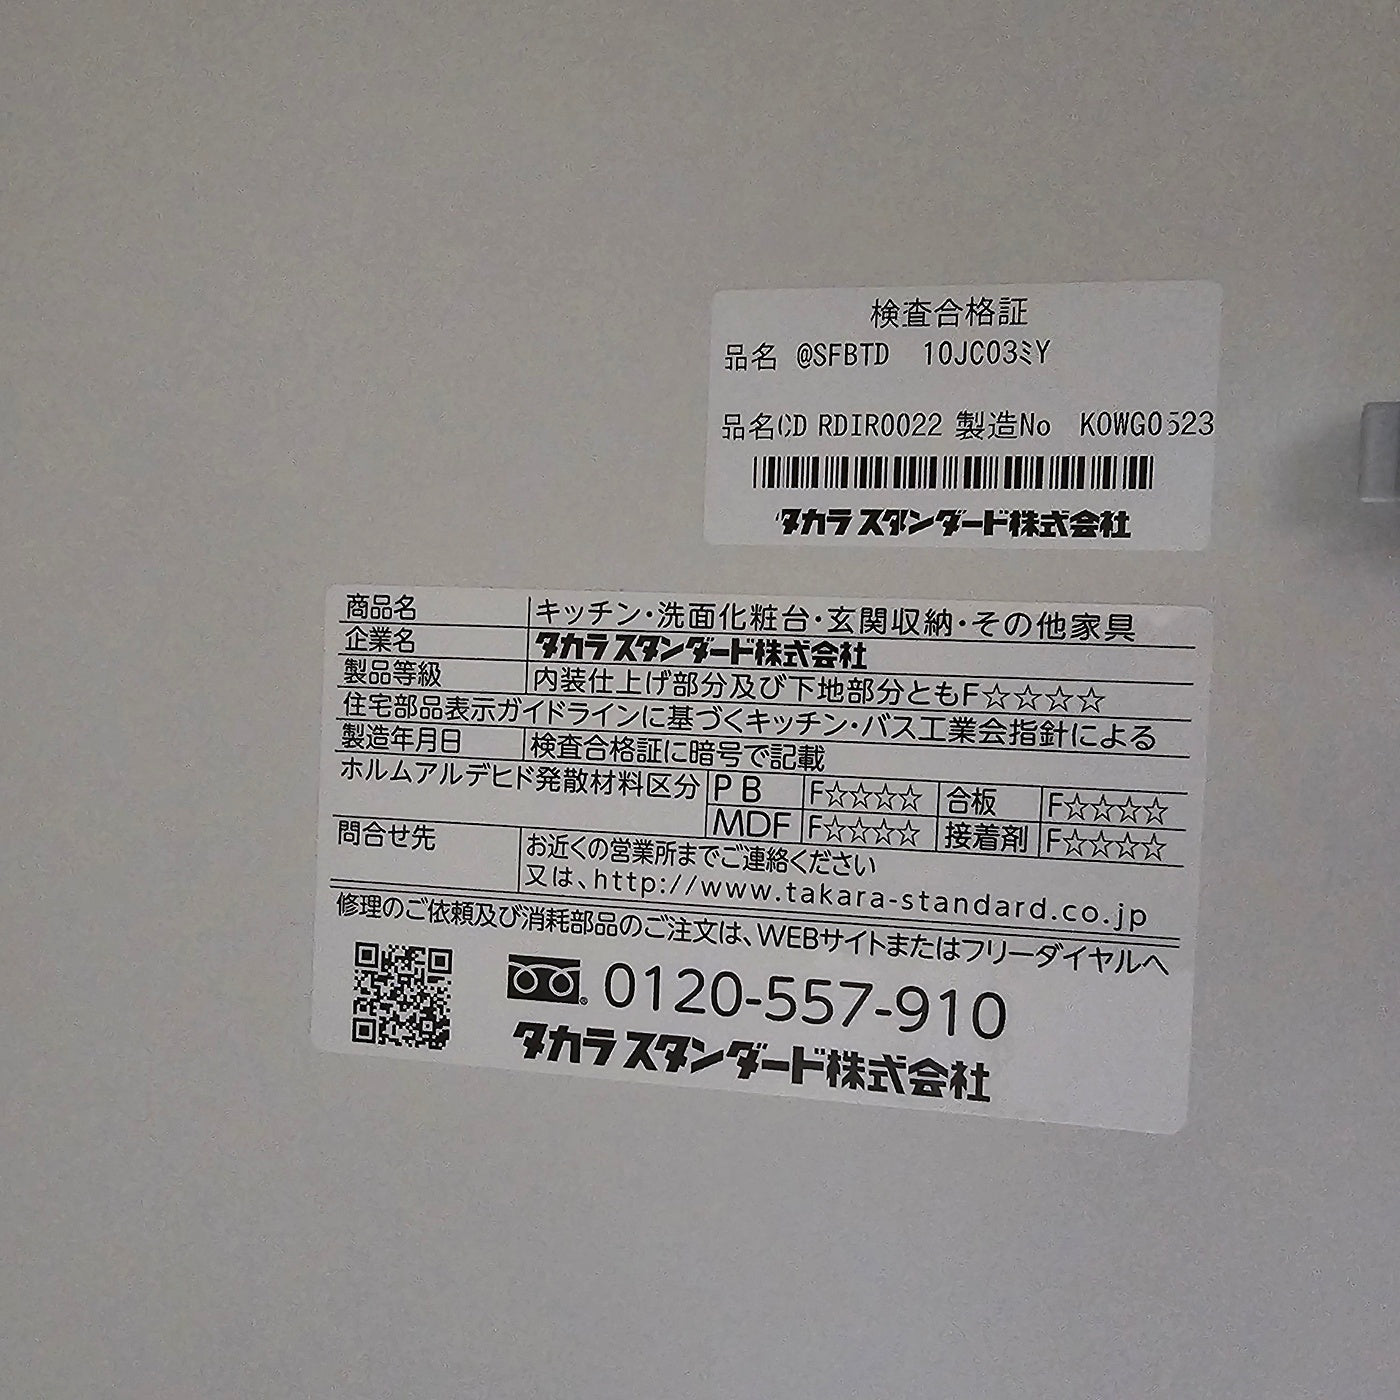 検査合格証
品名 @SFBTD 10JC03ﾐY
品名CD RDIR0022 製造No KOWG0523
タカラスタンダード株式会社
商品名 キッチン・洗面化粧台・玄関収納・その他家具
企業名 タカラスタンダード株式会社
製品等級 内装仕上げ部分及び下地部分ともF☆☆☆☆
住宅部品表示ガイドラインに基づくキッチン・バス工業会指針による
製造年月日 検査合格証に暗号で記載
ホルムアルデヒド発散材料区分 PB F☆☆☆☆ 合板 F☆☆☆☆
MDF F☆☆☆☆ 接着剤 F☆☆☆☆
問合せ先 お近くの営業所までご連絡ください
又は、http://www.takara-standard.co.jp
修理のご依頼及び消耗部品のご注文は、WEBサイトまたはフリーダイヤルへ
0120-557-910
タカラスタンダード株式会社